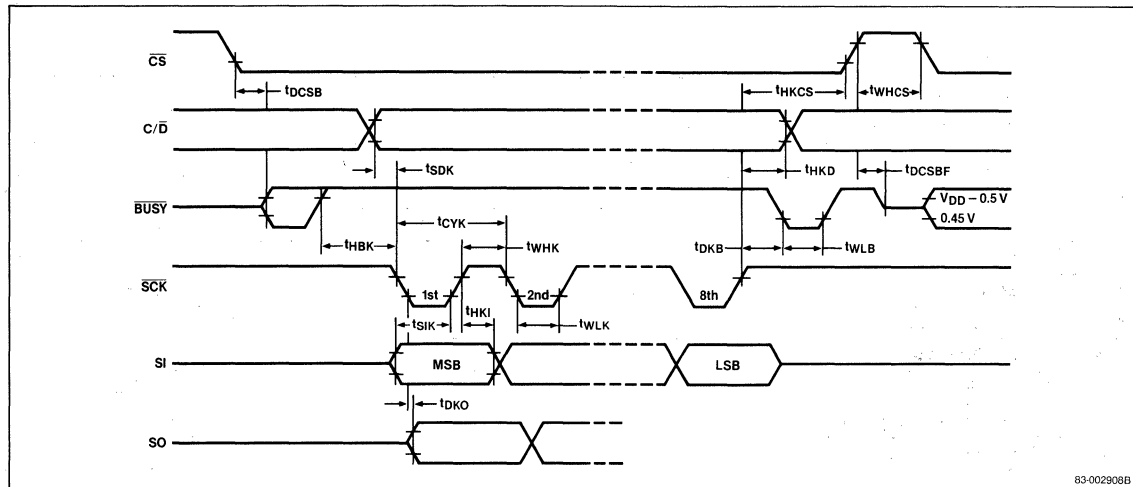 CS
tDCSB
tHKCS
tWHCS
C/D
tSDK
tHKD
tDCSBF
BUSY
VDD – 0.5 V
0.45 V
tCYK
tHBK
tWHK
tDKB
tWLB
SCK
1st
2nd
8th
tSIK
tHKI
tWLK
SI
MSB
LSB
tDKO
SO
83-002908B